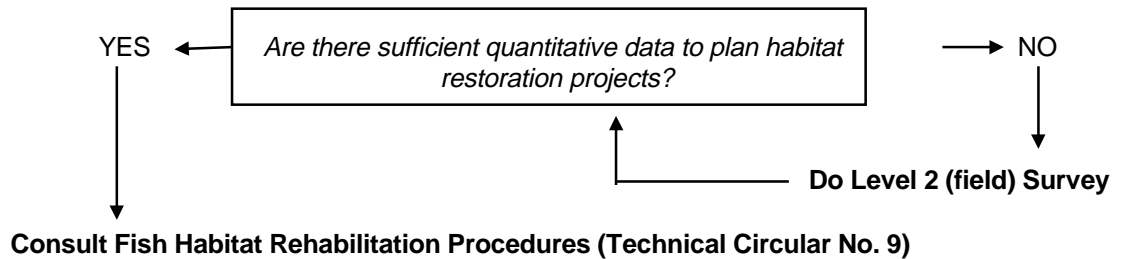 YES
Are there sufficient quantitative data to plan habitat
restoration projects?
NO
Do Level 2 (field) Survey
Consult Fish Habitat Rehabilitation Procedures (Technical Circular No. 9)